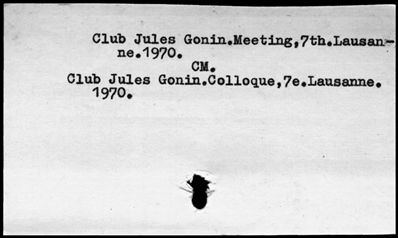 Club Jules Gonin.Meeting,7th.Lausan-
ne.1970.
CM.
Club Jules Gonin.Colloque,7e.Lausanne.
1970.